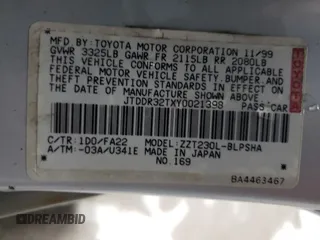 MFD. BY: TOYOTA MOTOR CORPORATION 11/99
GVWR 3325LB GAWR FR 2115LB RR 2080LB
THIS VEHICLE CONFORMS TO ALL APPLICABLE
FEDERAL MOTOR VEHICLE SAFETY, BUMPER, AND
THEFT PREVENTION STANDARDS IN EFFECT ON
THE DATE OF MANUFACTURE SHOWN ABOVE.
JTDDR32TXY0021398 PASS CAR
C/TR: 1D0/FA22 MODEL: ZZT230L-BLPSHA
A/TM: -03A/U341E MADE IN JAPAN
NO.169
BA4463467
© DATABID AND